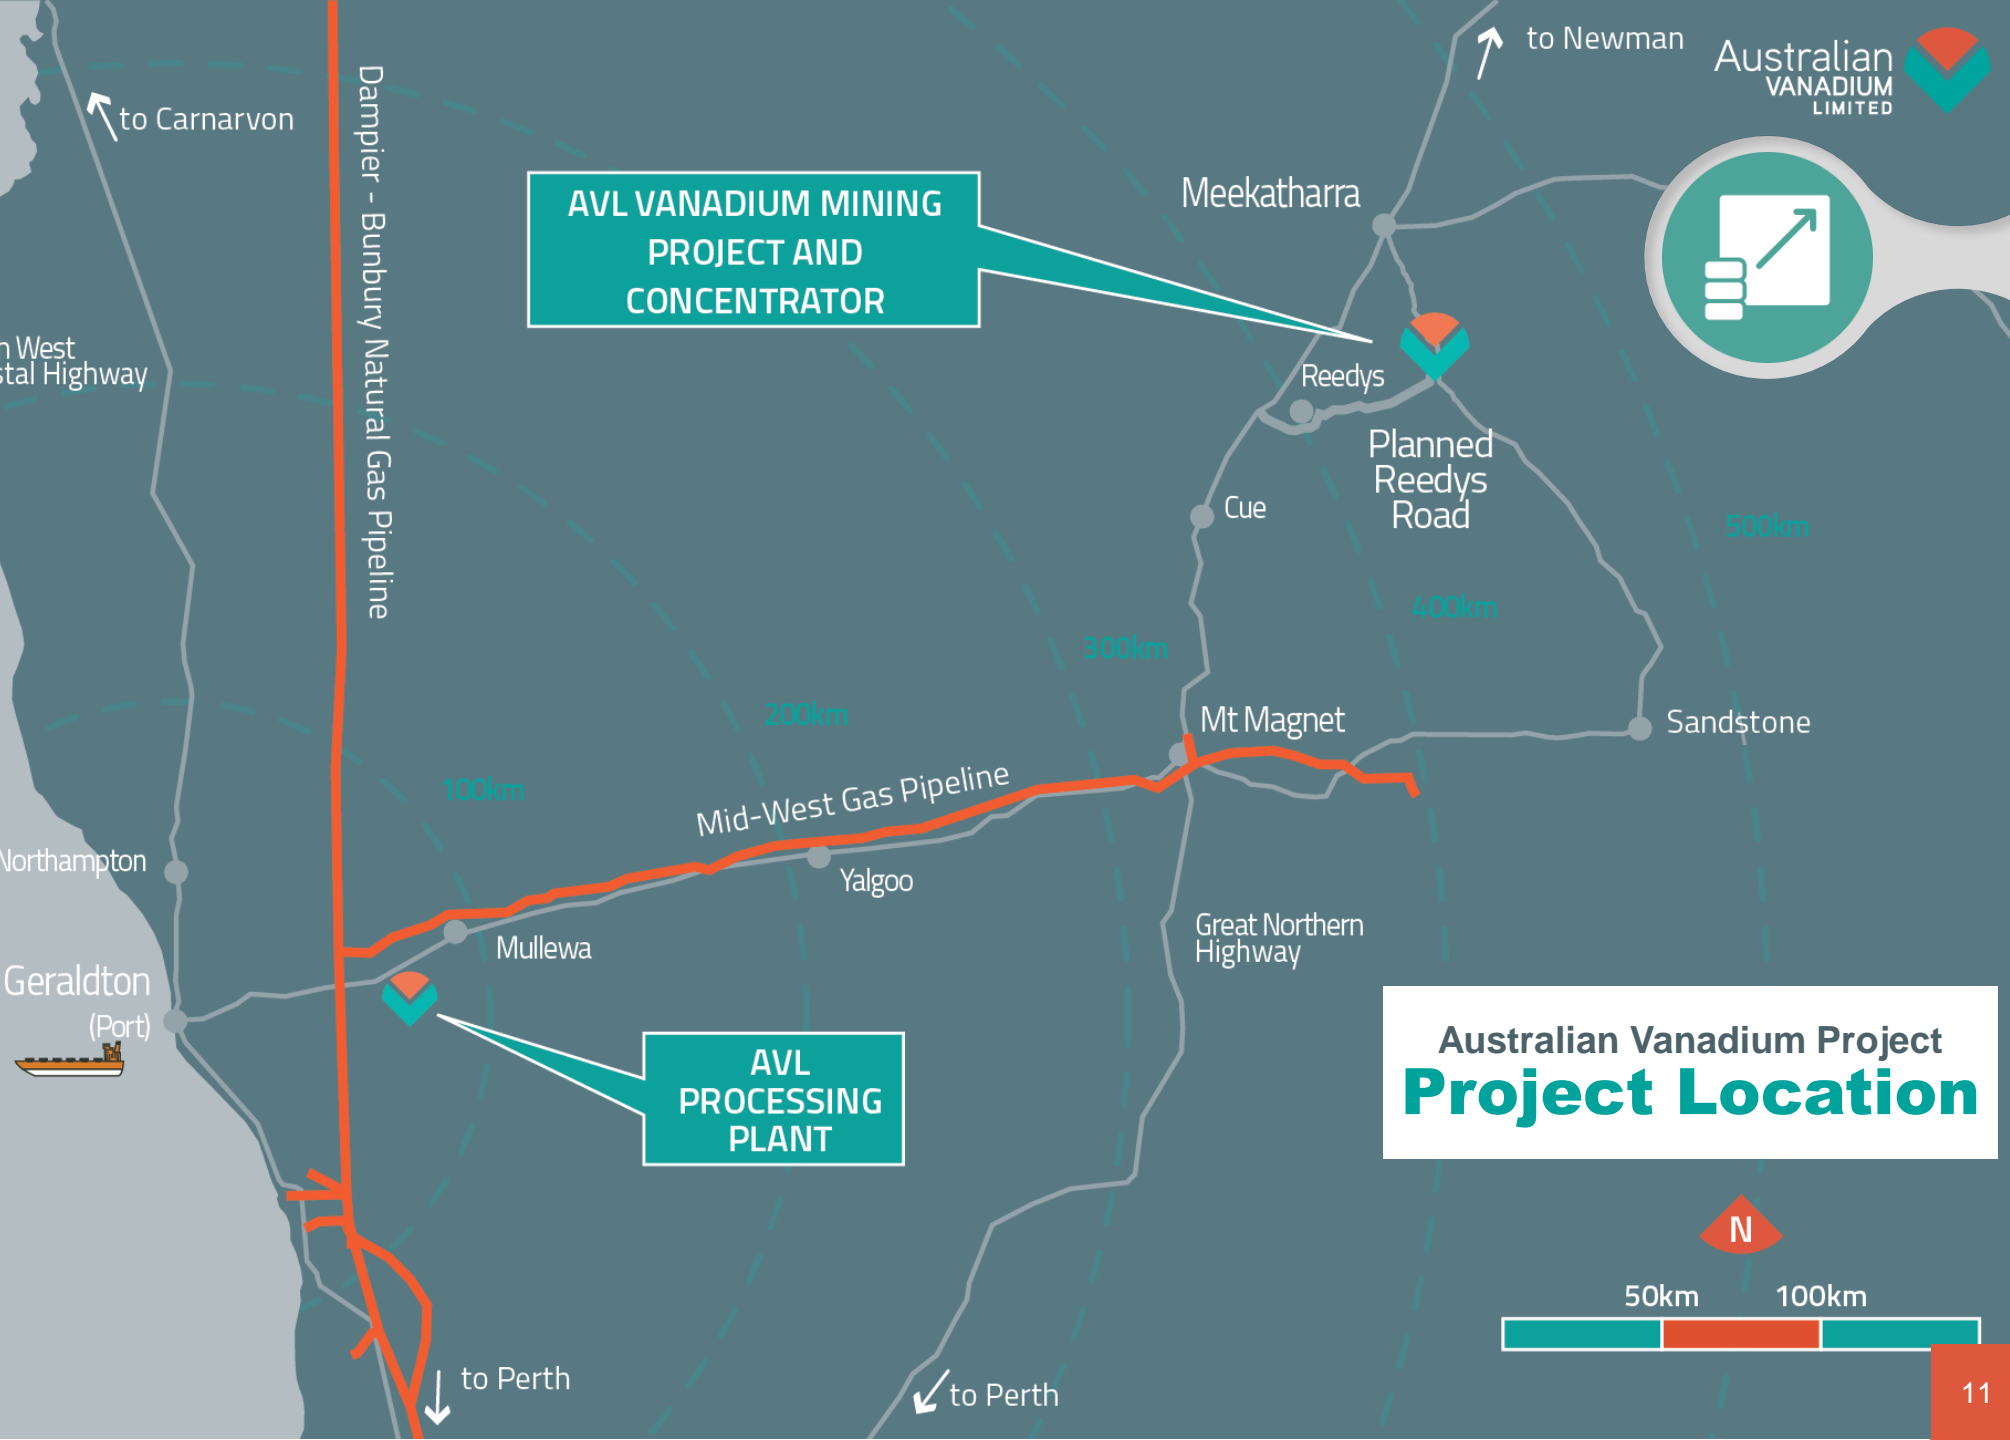 to Newman
Australian
VANADIUM
LIMITED
to Carnarvon
Dampier - Bunbury Natural Gas Pipeline
AVL VANADIUM MINING
PROJECT AND
CONCENTRATOR
Meekatharra
West
Highway
Reedys
Planned
Reedys
Road
Cue
500km
400km
300km
200km
100km
Mt Magnet
Sandstone
Mid-West Gas Pipeline
Yalgoo
Northampton
Mullewa
Great Northern
Highway
Geraldton
(Port)
AVL
PROCESSING
PLANT
Australian Vanadium Project
Project Location
N
50km
100km
to Perth
to Perth
11